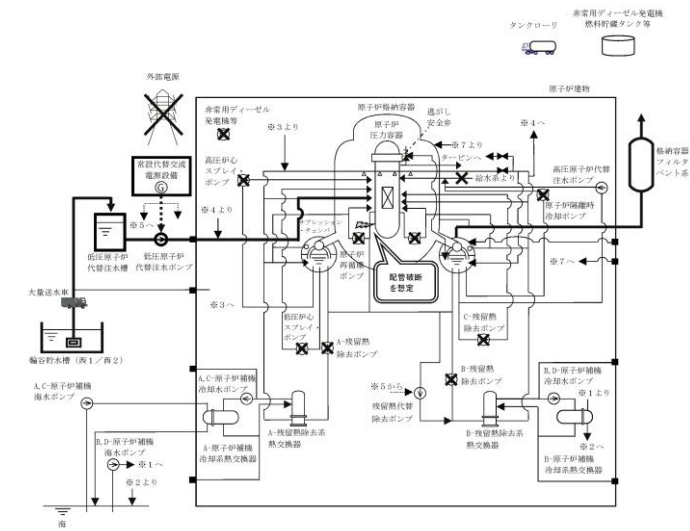 タンクローリ
非常用ディーゼル発電機
燃料貯蔵タンク等
外部電源
原子炉建物
非常用ディーゼル
発電機等
原子炉格納容器
原子炉
圧力容器
逃がし
安全弁
※3より
※7より
※4へ
タービンへ
給水系より
格納容器
フィルタ
ベント系
常設代替交流
電源設備
G
高圧炉心
スプレイ・
ポンプ
高圧原子炉代替
注水ポンプ
原子炉隔離時
冷却ポンプ
※5へ
※4より
サプレッション
・チェンバ
低圧原子炉
代替注水槽
低圧原子炉
代替注水ポンプ
原子炉
再循環
ポンプ
配管破断
を想定
※7へ
大量送水車
※3へ
低圧炉心
スプレイ・
ポンプ
A-残留熱
除去ポンプ
C-残留熱
除去ポンプ
輪谷貯水槽(西1/西2)
A,C-原子炉補機
海水ポンプ
A,C-原子炉補機
冷却水ポンプ
※5から
残留熱代替
除去ポンプ
B-残留熱
除去ポンプ
B,D-原子炉補機
冷却水ポンプ
※1より
B,D-原子炉補機
海水ポンプ
※1へ
※2より
A-原子炉補機
冷却系熱交換器
A-残留熱除去系
熱交換器
B-残留熱除去系
熱交換器
B-原子炉補機
冷却系熱交換器
※2へ
海